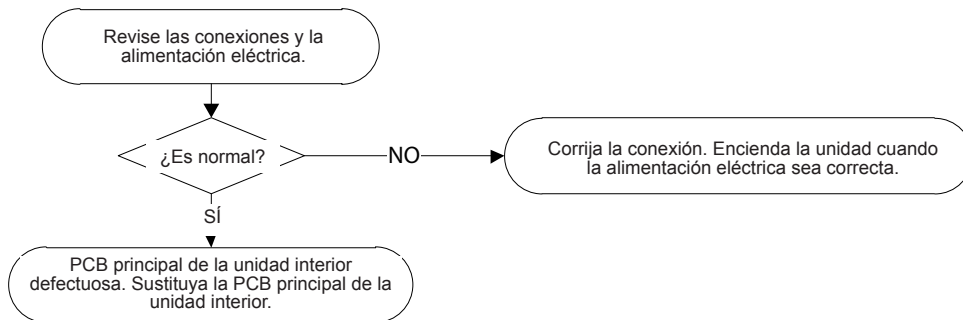 Revise las conexiones y la
alimentación eléctrica.
¿Es normal?
NO
Corrija la conexión. Encienda la unidad cuando
la alimentación eléctrica sea correcta.
SÍ
PCB principal de la unidad interior
defectuosa. Sustituya la PCB principal de la
unidad interior.